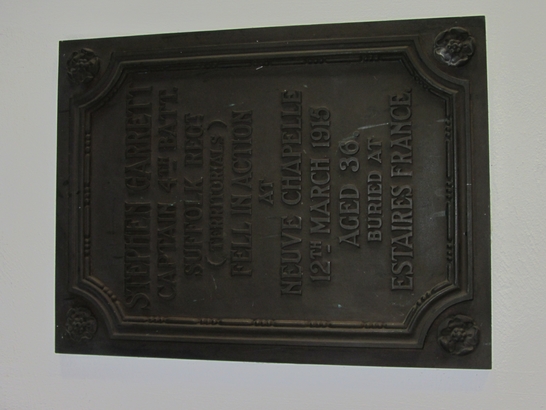 STEPHEN GARRETT
CAPTAIN 4TH BATT.
SUFFOLK REGT
(TERRITORIALS)
FELL IN ACTION
AT
NEUVE CHAPELLE
12TH MARCH 1915
AGED 36.
BURIED AT
ESTAIRES FRANCE.